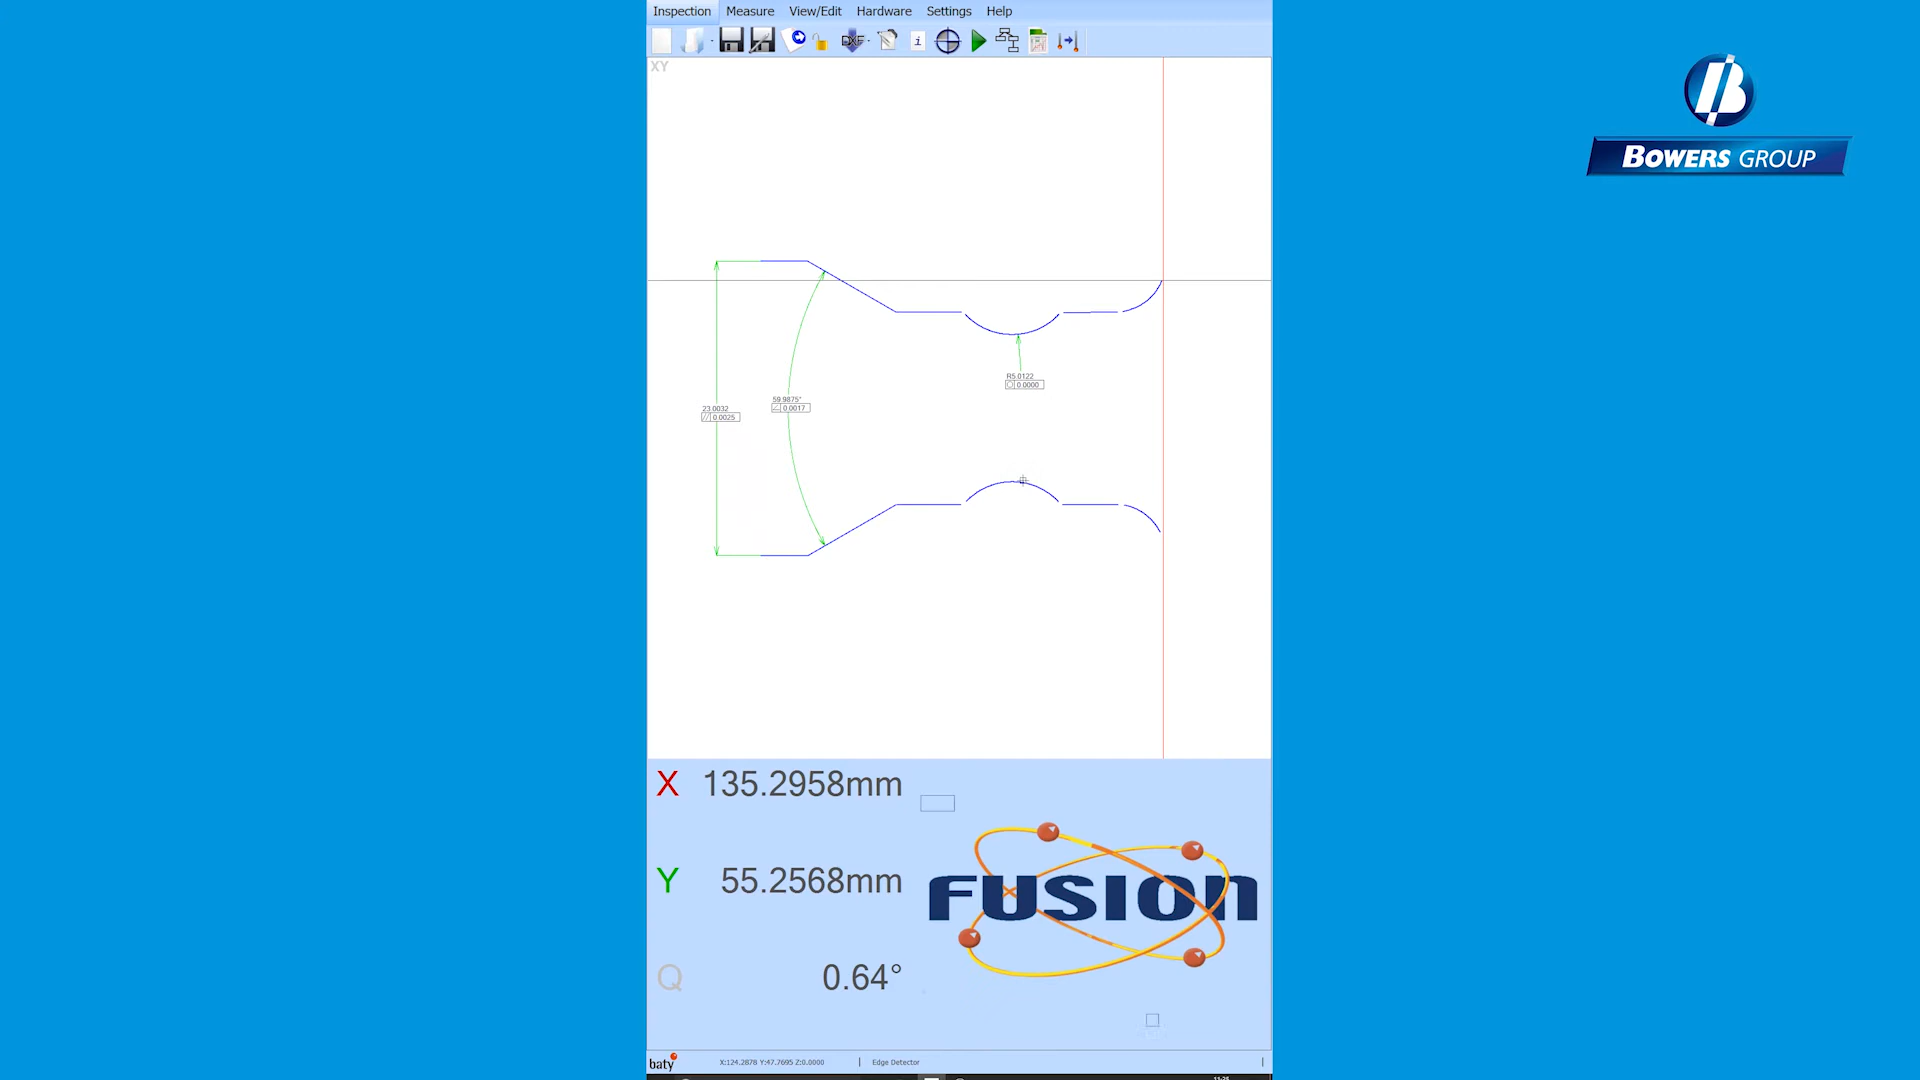 Inspection Measure View/Edit Hardware Settings Help
DXF
i
XY
BOWERS GROUP
R5.0122
0.0000
59.9875°
0.0017
23.0032
0.0025
X 135.2958mm
Y 55.2568mm
FUSION
Q 0.64°
baty X:124.2878 Y:47.7695 Z:0.0000 Edge Detector